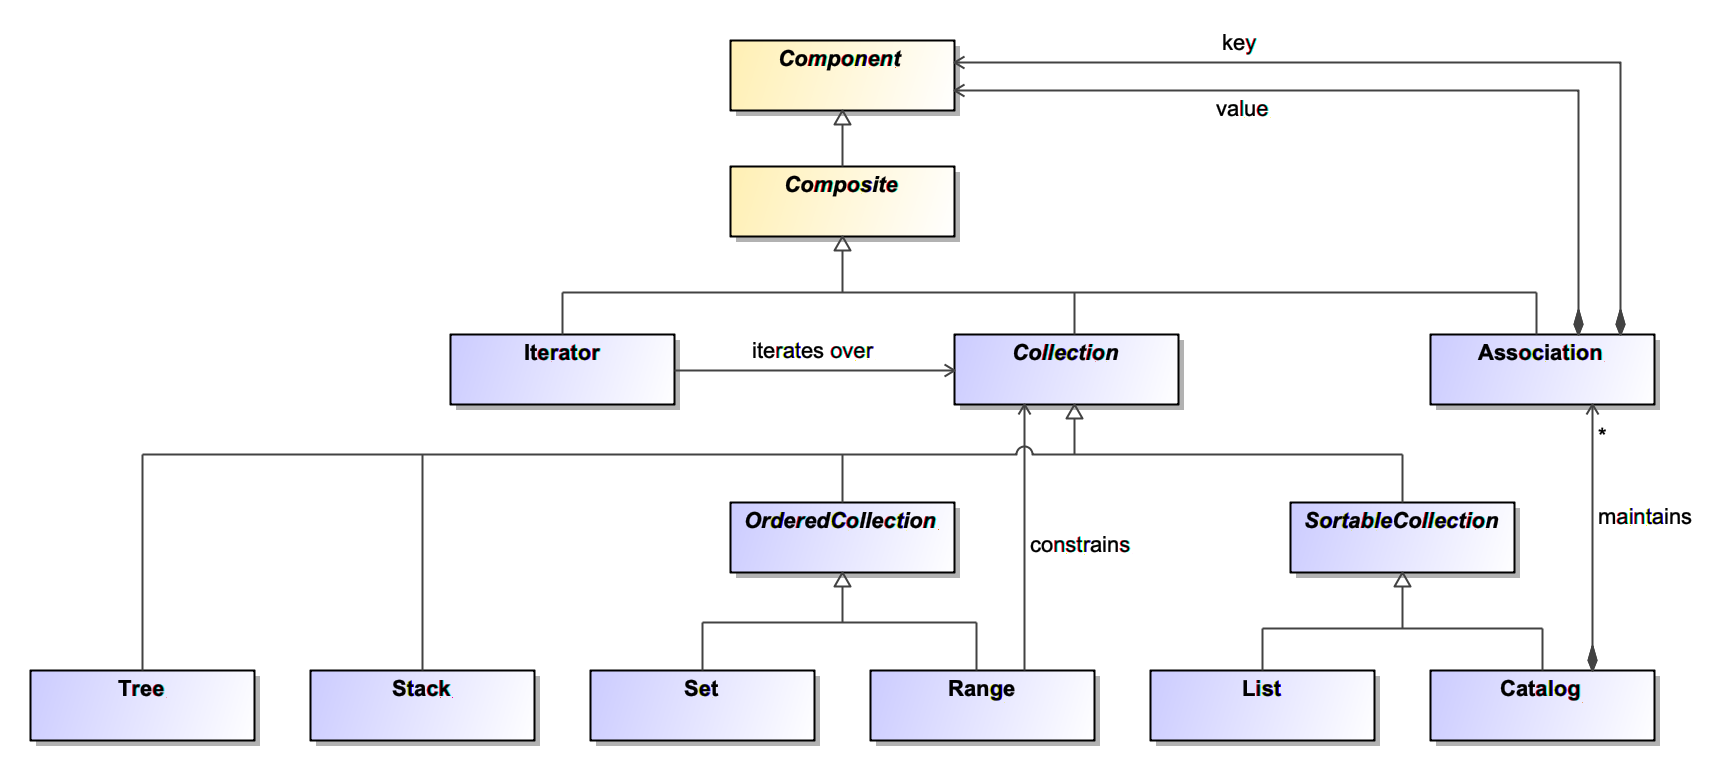 key
Component
value
Composite
Iterator
iterates over
Collection
Association
*
OrderedCollection
SortableCollection
maintains
constrains
Tree
Stack
Set
Range
List
Catalog